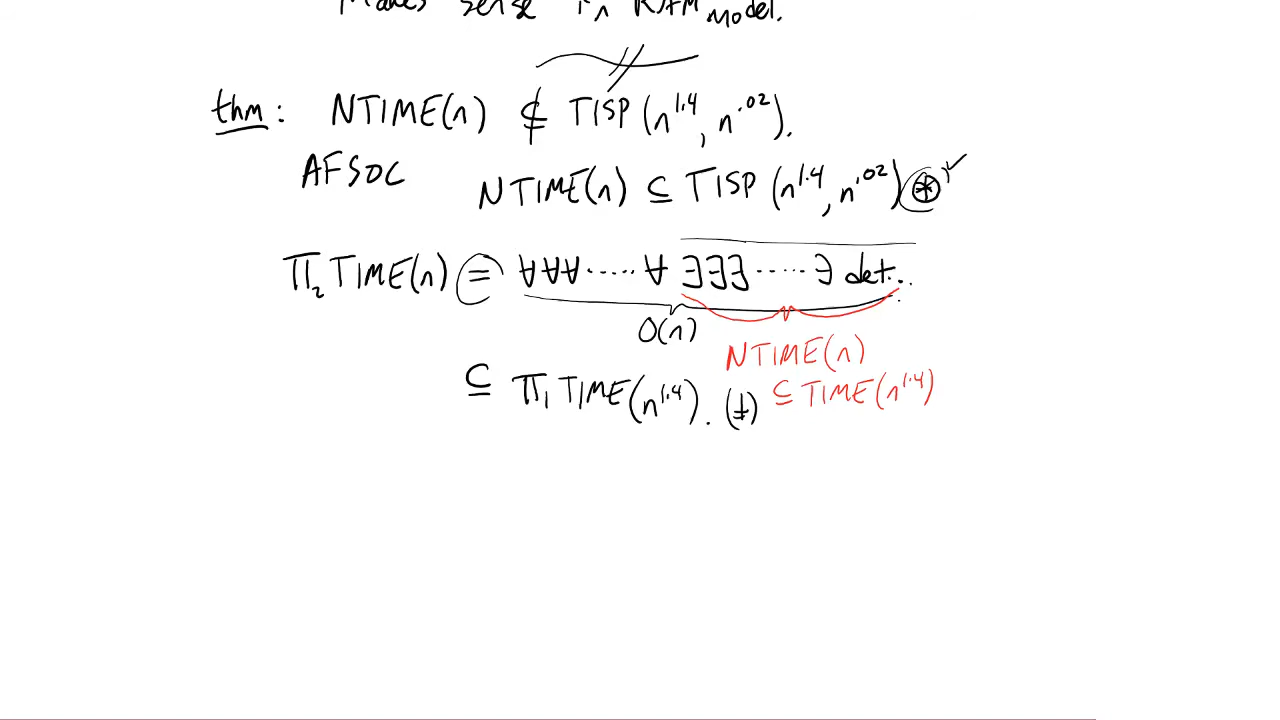 Makes sense in RAM model.
thm: NTIME(n) ⊄ TISP(n^1.4, n^.02).
AFSOC NTIME(n) ⊆ TISP(n^1.4, n^.02) ⊛ ✓
Π₂TIME(n) = ∀∀∀.....∀ ∃∃∃.....∃ det..
O(n)
NTIME(n)
⊆ Π₁TIME(n^1.4). (‡) ⊆ TIME(n^1.4)